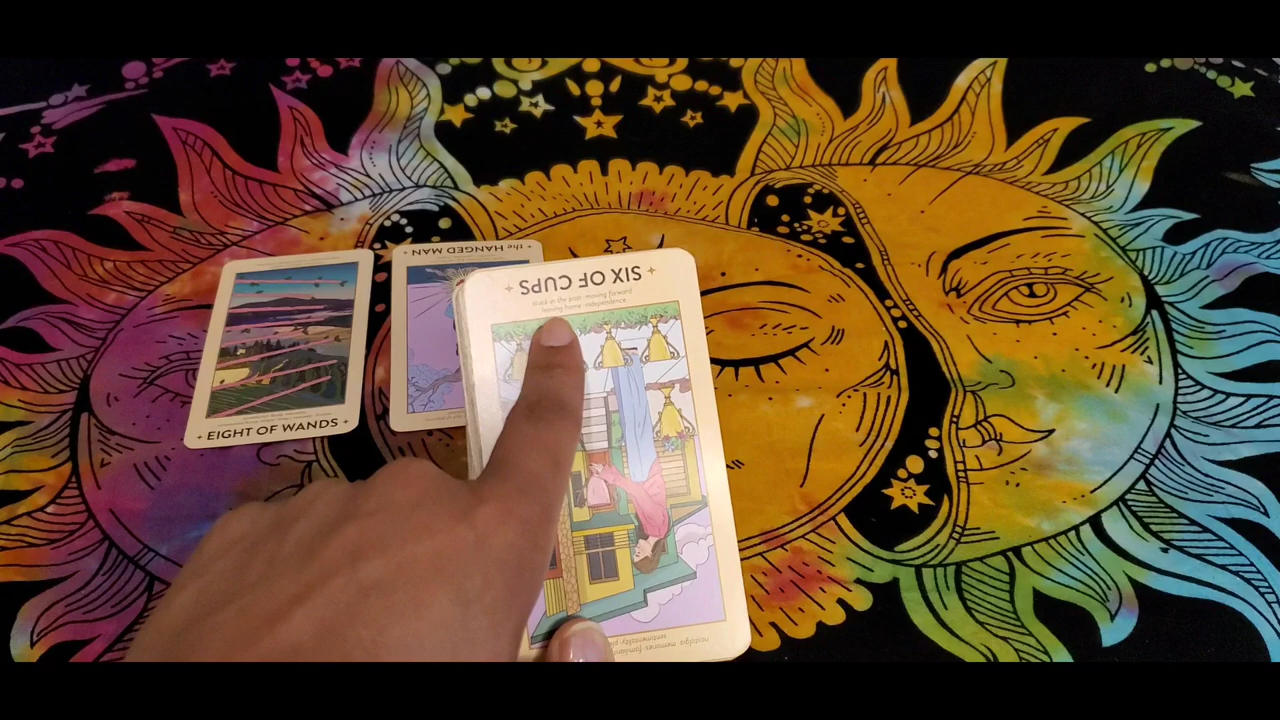 EIGHT OF WANDS
the HANGED MAN
SIX OF CUPS
stuck in the past · moving forward
leaving home · independence
nostalgia · memories · familiarity
sentimentality